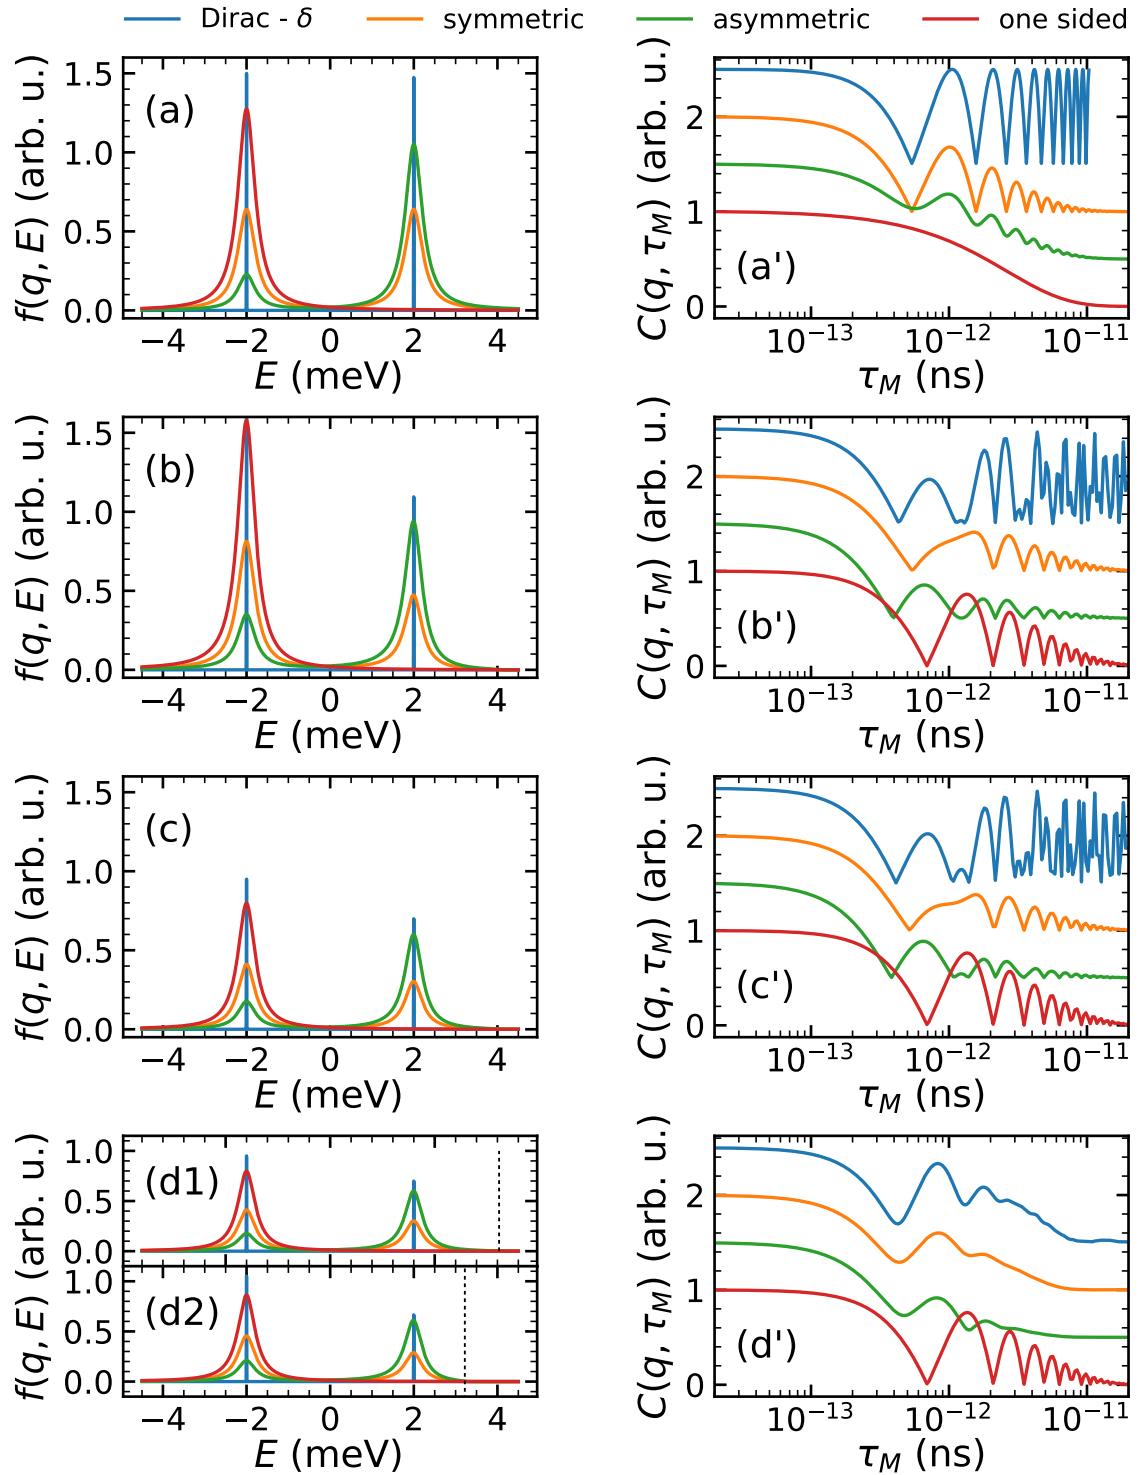 Dirac - δ symmetric asymmetric one sided
f(q, E) (arb. u.)
1.5
1.0
0.5
0.0
(a)
−4 −2 0 2 4
E (meV)
C(q, τM) (arb. u.)
2
1
0
(a')
10−13 10−12 10−11
τM (ns)
f(q, E) (arb. u.)
1.5
1.0
0.5
0.0
(b)
−4 −2 0 2 4
E (meV)
C(q, τM) (arb. u.)
2
1
0
(b')
10−13 10−12 10−11
τM (ns)
f(q, E) (arb. u.)
1.5
1.0
0.5
0.0
(c)
−4 −2 0 2 4
E (meV)
C(q, τM) (arb. u.)
2
1
0
(c')
10−13 10−12 10−11
τM (ns)
f(q, E) (arb. u.)
1.0
0.5
0.0
(d1)
1.0
0.5
0.0
(d2)
−4 −2 0 2 4
E (meV)
C(q, τM) (arb. u.)
2
1
0
(d')
10−13 10−12 10−11
τM (ns)